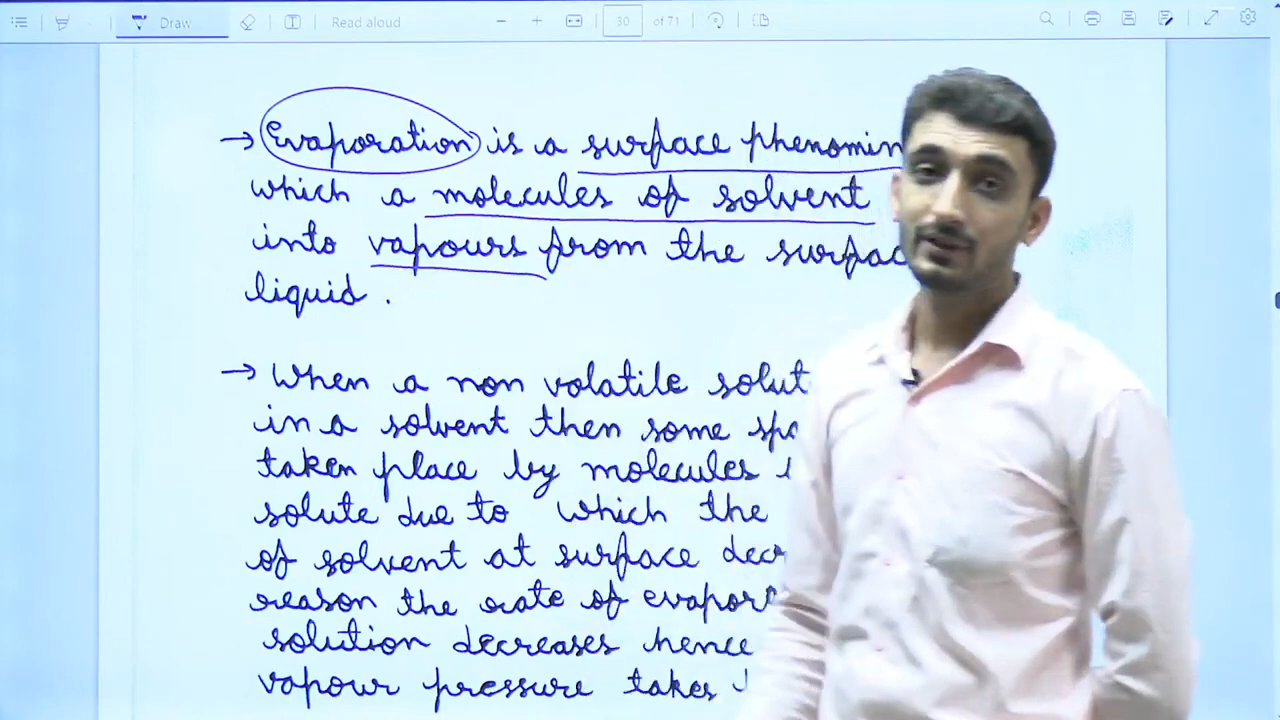 Draw
Read aloud
30 of 71
→ Evaporation is a surface phenomin
which a molecules of solvent
into vapours from the surfac
liquid .
→ When a non volatile solut
in a solvent then some spa
taken place by molecules
solute due to which the
of solvent at surface decr
reason the rate of evapor
solution decreases hence
vapour pressure takes